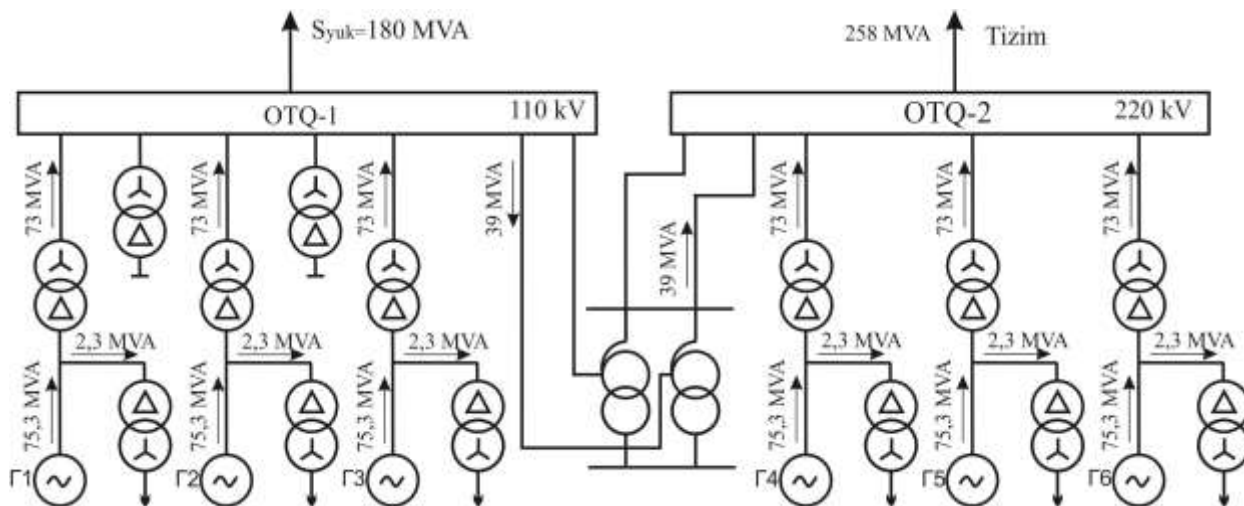 Syuk=180 MVA
258 MVA
Tizim
OTQ-1
110 kV
OTQ-2
220 kV
73 MVA
73 MVA
73 MVA
39 MVA
39 MVA
73 MVA
73 MVA
73 MVA
2,3 MVA
2,3 MVA
2,3 MVA
2,3 MVA
2,3 MVA
2,3 MVA
75,3 MVA
75,3 MVA
75,3 MVA
75,3 MVA
75,3 MVA
75,3 MVA
Г1
Г2
Г3
Г4
Г5
Г6